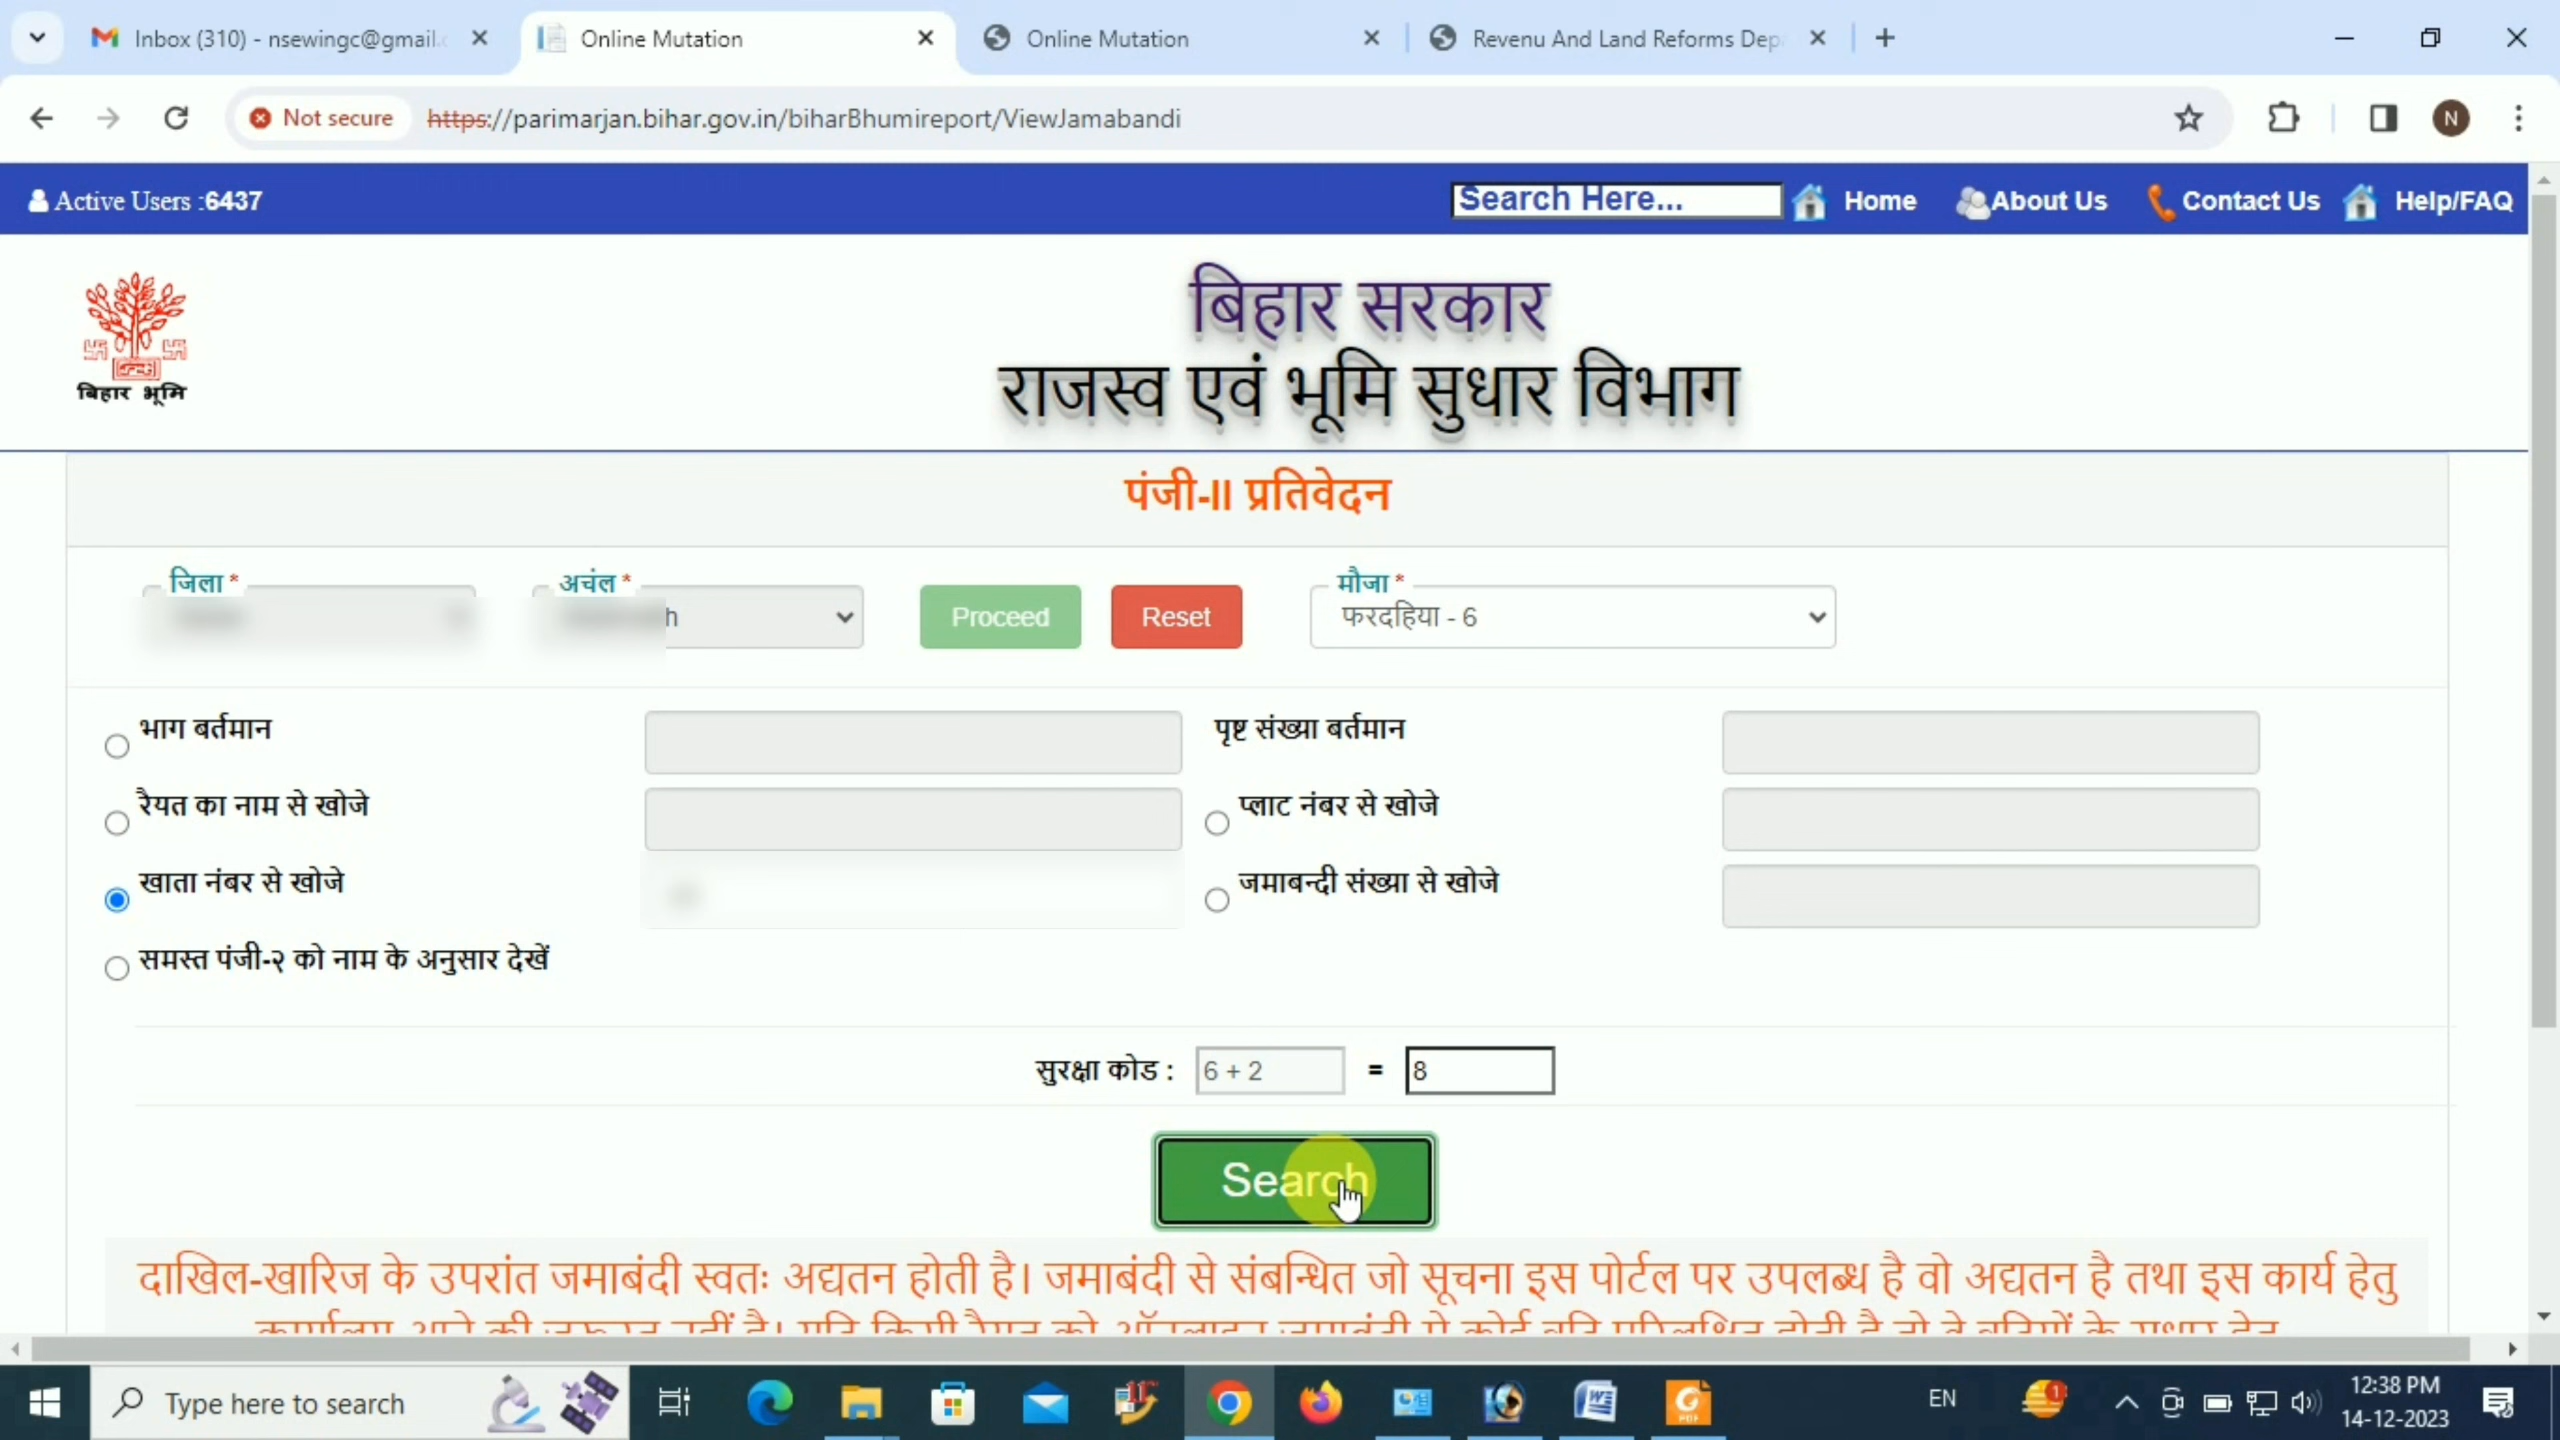 Inbox (310) - nsewingc@gmail.
Online Mutation
Online Mutation
Revenu And Land Reforms Dep
Not secure
https://parimarjan.bihar.gov.in/biharBhumireport/ViewJamabandi
N
Active Users :6437
Search Here...
Home
About Us
Contact Us
Help/FAQ
बिहार भूमि
बिहार सरकार
राजस्व एवं भूमि सुधार विभाग
पंजी-II प्रतिवेदन
जिला *
अचंल *
h
Proceed
Reset
मौजा *
फरदहिया - 6
भाग बर्तमान
पृष्ट संख्या बर्तमान
रैयत का नाम से खोजे
प्लाट नंबर से खोजे
खाता नंबर से खोजे
जमाबन्दी संख्या से खोजे
समस्त पंजी-२ को नाम के अनुसार देखें
सुरक्षा कोड : 6 + 2 = 8
Search
दाखिल-खारिज के उपरांत जमाबंदी स्वतः अद्यतन होती है। जमाबंदी से संबन्धित जो सूचना इस पोर्टल पर उपलब्ध है वो अद्यतन है तथा इस कार्य हेतु
Type here to search
EN
1
12:38 PM
14-12-2023